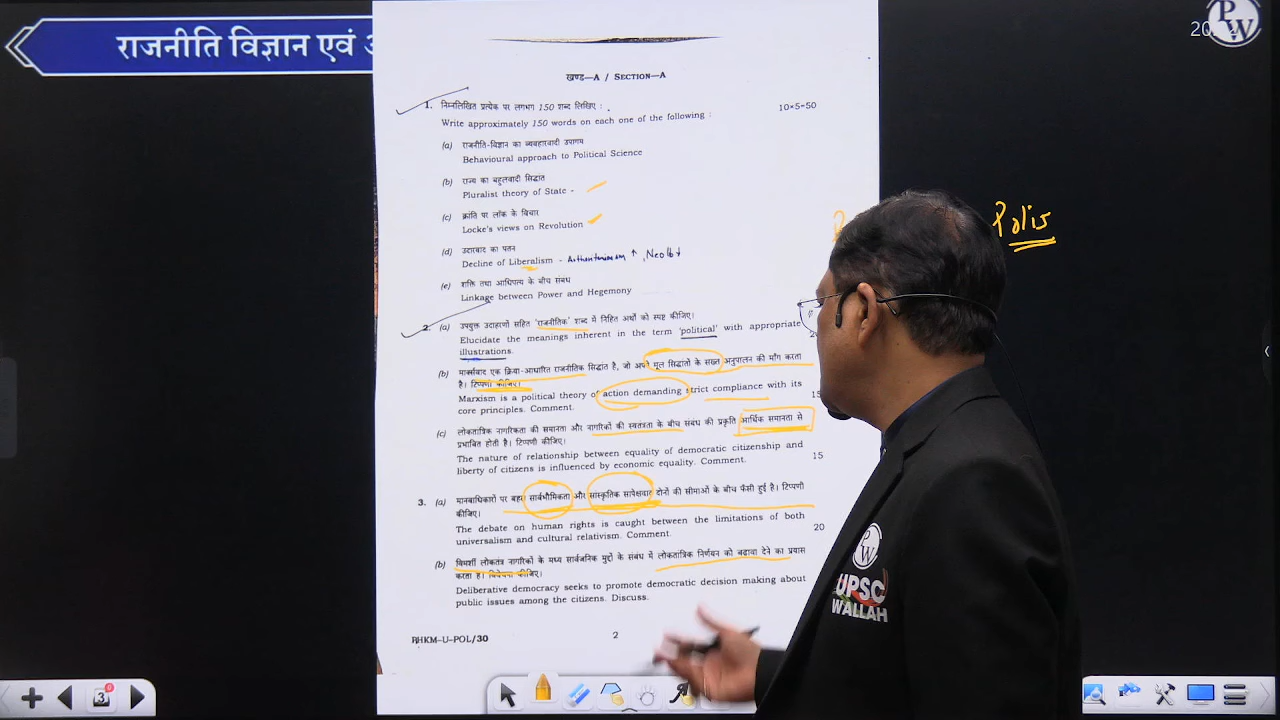 राजनीति विज्ञान एवं
PW
खण्ड—A / SECTION—A
1. निम्नलिखित प्रत्येक पर लगभग 150 शब्द लिखिए :
10×5=50
Write approximately 150 words on each one of the following :
(a) राजनीति-विज्ञान का व्यवहारवादी उपागम
Behavioural approach to Political Science
(b) राज्य का बहुलवादी सिद्धांत
Pluralist theory of State -
(c) क्रांति पर लॉक के विचार
Locke's views on Revolution
(d) उदारवाद का पतन
Decline of Liberalism -
(e) शक्ति तथा आधिपत्य के बीच संबंध
Linkage between Power and Hegemony
Polis
2. (a) उपयुक्त उदाहरणों सहित 'राजनीतिक' शब्द में निहित अर्थों को स्पष्ट कीजिए।
Elucidate the meanings inherent in the term 'political' with appropriate
illustrations.
(b) मार्क्सवाद एक क्रिया-आधारित राजनीतिक सिद्धांत है, जो अपने मूल सिद्धांतों के सख्त अनुपालन की माँग करता
है। टिप्पणी कीजिए।
Marxism is a political theory of action demanding strict compliance with its
core principles. Comment.
15
(c) लोकतांत्रिक नागरिकता की समानता और नागरिकों की स्वतंत्रता के बीच संबंध की प्रकृति आर्थिक समानता से
प्रभावित होती है। टिप्पणी कीजिए।
The nature of relationship between equality of democratic citizenship and
liberty of citizens is influenced by economic equality. Comment.
15
3. (a) मानवाधिकारों पर बहस सार्वभौमिकता और सांस्कृतिक सापेक्षवाद दोनों की सीमाओं के बीच फँसी हुई है। टिप्पणी
कीजिए।
The debate on human rights is caught between the limitations of both
universalism and cultural relativism. Comment.
20
(b) विमर्शी लोकतंत्र नागरिकों के मध्य सार्वजनिक मुद्दों के संबंध में लोकतांत्रिक निर्णयन को बढ़ावा देने का प्रयास
करता है। विवेचना कीजिए।
Deliberative democracy seeks to promote democratic decision making about
public issues among the citizens. Discuss.
RHKM-U-POL/30
2
PW
UPSC
WALLAH
3